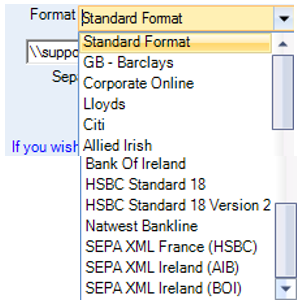 Format Standard Format
Standard Format
\\suppo GB - Barclays
Corporate Online
Sepa Lloyds
Citi
If you wish Allied Irish
Bank Of Ireland
HSBC Standard 18
HSBC Standard 18 Version 2
Natwest Bankline
SEPA XML France (HSBC)
SEPA XML Ireland (AIB)
SEPA XML Ireland (BOI)